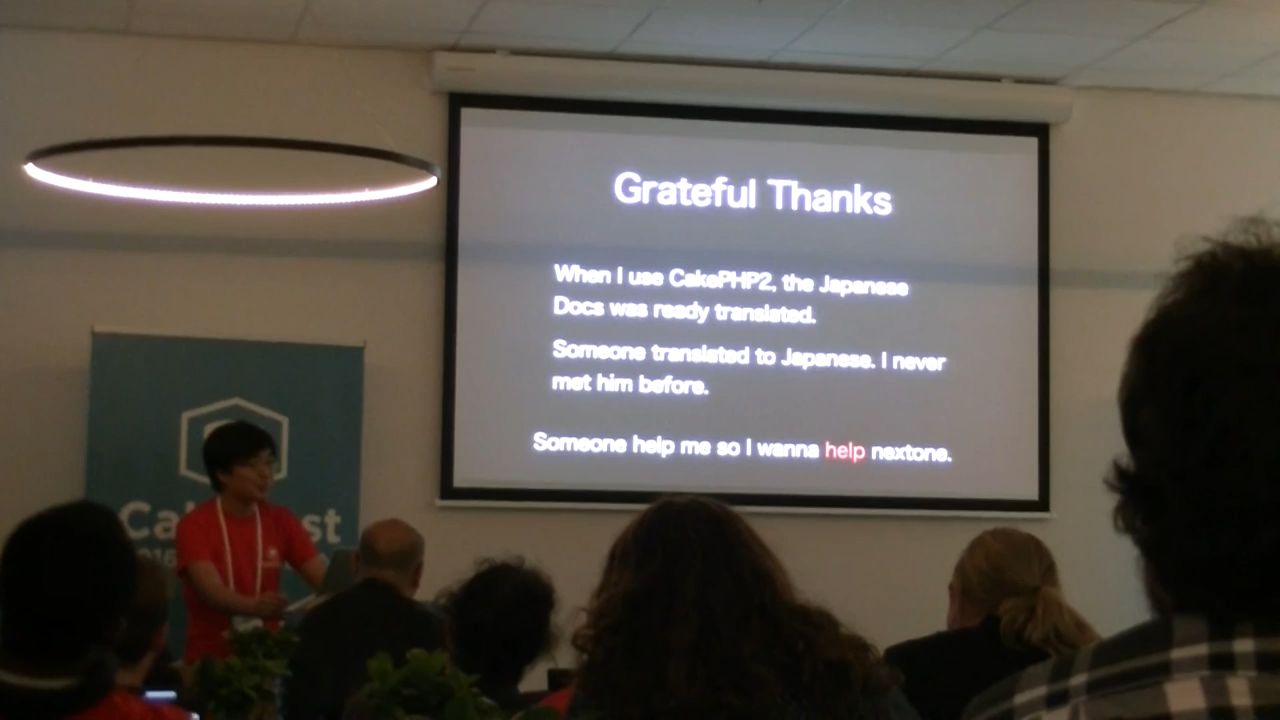 Grateful Thanks
When I use CakePHP2, the Japanese
Docs was ready translated.
Someone translated to Japanese. I never
met him before.
Someone help me so I wanna help nextone.